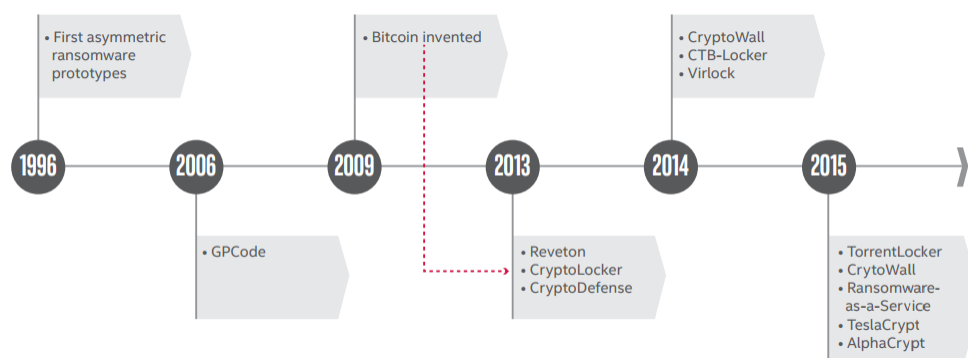 • First asymmetric
ransomware
prototypes
• Bitcoin invented
• CryptoWall
• CTB-Locker
• Virlock
1996
2006
2009
2013
2014
2015
• GPCode
• Reveton
• CryptoLocker
• CryptoDefense
• TorrentLocker
• CrytoWall
• Ransomware-
as-a-Service
• TeslaCrypt
• AlphaCrypt